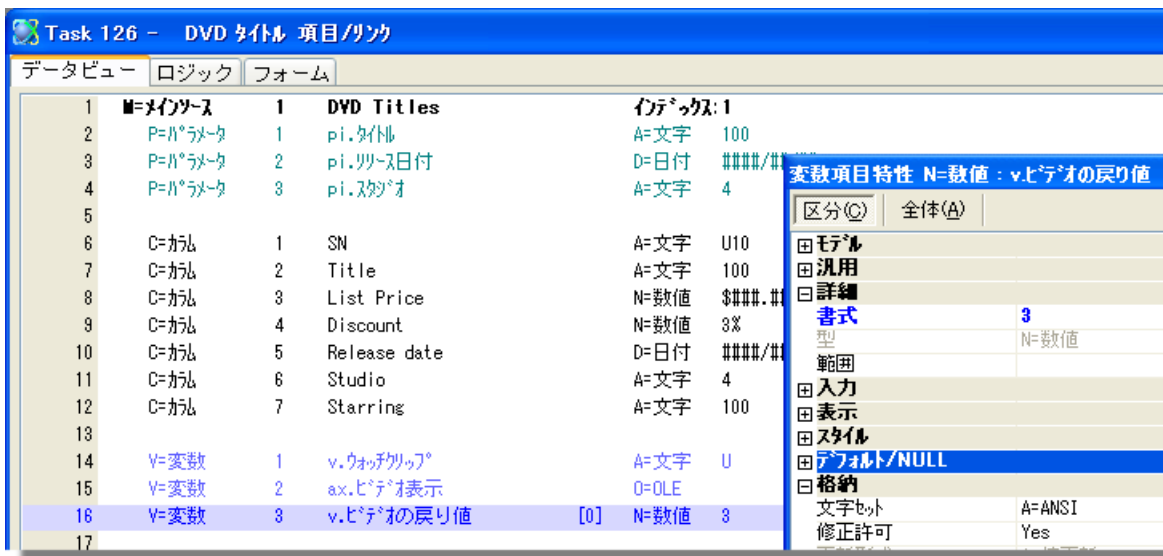 Task 126 - DVD ﾀｲﾄﾙ 項目/ﾘﾝｸ
データビュー ロジック フォーム
1 M=ﾒｲﾝｿｰｽ 1 DVD Titles ｲﾝﾃﾞｯｸｽ: 1
2 P=ﾊﾟﾗﾒｰﾀ 1 pi.ﾀｲﾄﾙ A=文字 100
3 P=ﾊﾟﾗﾒｰﾀ 2 pi.ﾘﾘｰｽ日付 D=日付
4 P=ﾊﾟﾗﾒｰﾀ 3 pi.ｽﾀｼﾞｵ A=文字 4
5
6 C=ｶﾗﾑ 1 SN A=文字 U10
7 C=ｶﾗﾑ 2 Title A=文字 100
8 C=ｶﾗﾑ 3 List Price N=数値 $###.#
9 C=ｶﾗﾑ 4 Discount N=数値 3%
10 C=ｶﾗﾑ 5 Release date D=日付 ####/#
11 C=ｶﾗﾑ 6 Studio A=文字 4
12 C=ｶﾗﾑ 7 Starring A=文字 100
13
14 V=変数 1 v.ｳｫｯﾁｸﾘｯﾌﾟ A=文字 U
15 V=変数 2 ax.ﾋﾞﾃﾞｵ表示 O=OLE
16 V=変数 3 v.ﾋﾞﾃﾞｵの戻り値 [0] N=数値 3
17
変数項目特性 N=数値 : v.ﾋﾞﾃﾞｵの戻り値
区分(C) 全体(A)
ﾓﾃﾞﾙ
汎用
詳細
書式 3
型 N=数値
範囲
入力
表示
ｽﾀｲﾙ
ﾃﾞﾌｫﾙﾄ/NULL
格納
文字ｾｯﾄ A=ANSI
修正許可 Yes